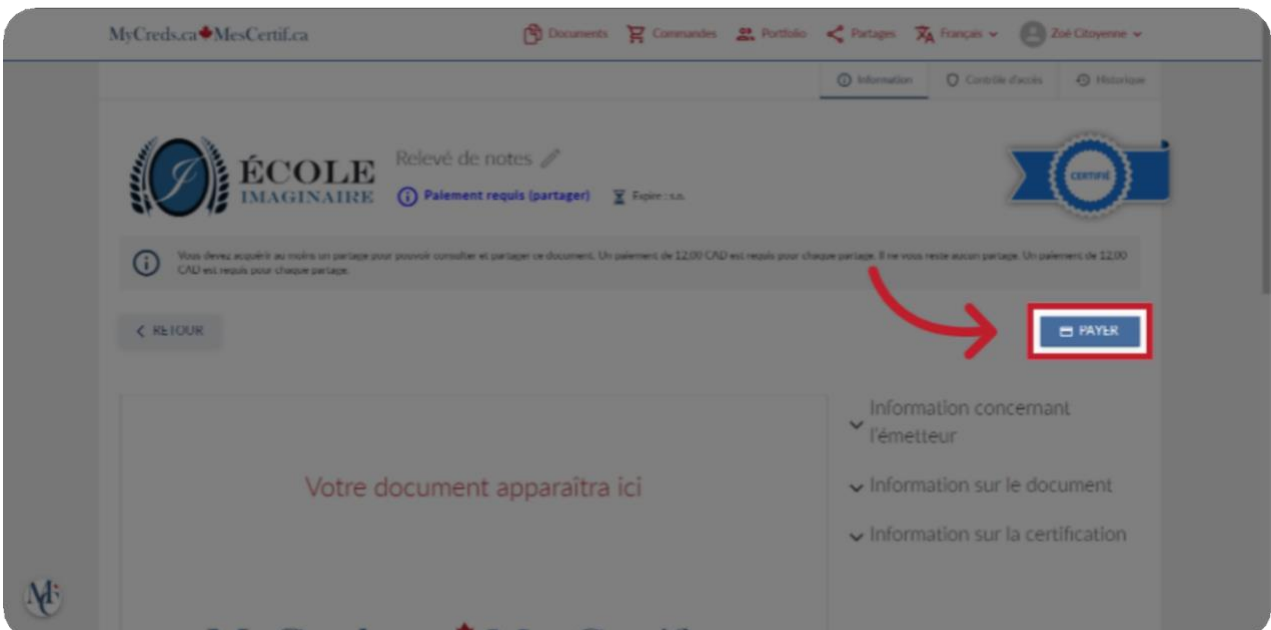 MyCreds.ca MesCertif.ca
Documents Commandes Portfolio Partages Français Zoé Citoyenne
Information Contrôle d'accès Historique
ÉCOLE
IMAGINAIRE
Relevé de notes
Paiement requis (partager) Expire : s.o.
CERTIFIÉ
Vous devez acquérir au moins un partage pour pouvoir consulter et partager ce document. Un paiement de 12,00 CAD est requis pour chaque partage. Il ne vous reste aucun partage. Un paiement de 12,00
CAD est requis pour chaque partage.
RETOUR
PAYER
Votre document apparaîtra ici
Information concernant
l'émetteur
Information sur le document
Information sur la certification